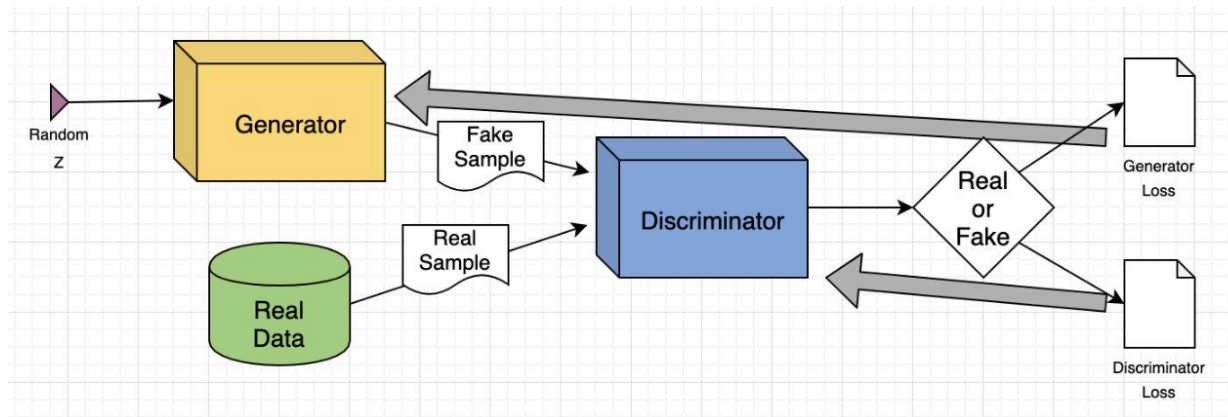 Random
Z
Generator
Fake
Sample
Real
Sample
Real
Data
Discriminator
Real
or
Fake
Generator
Loss
Discriminator
Loss